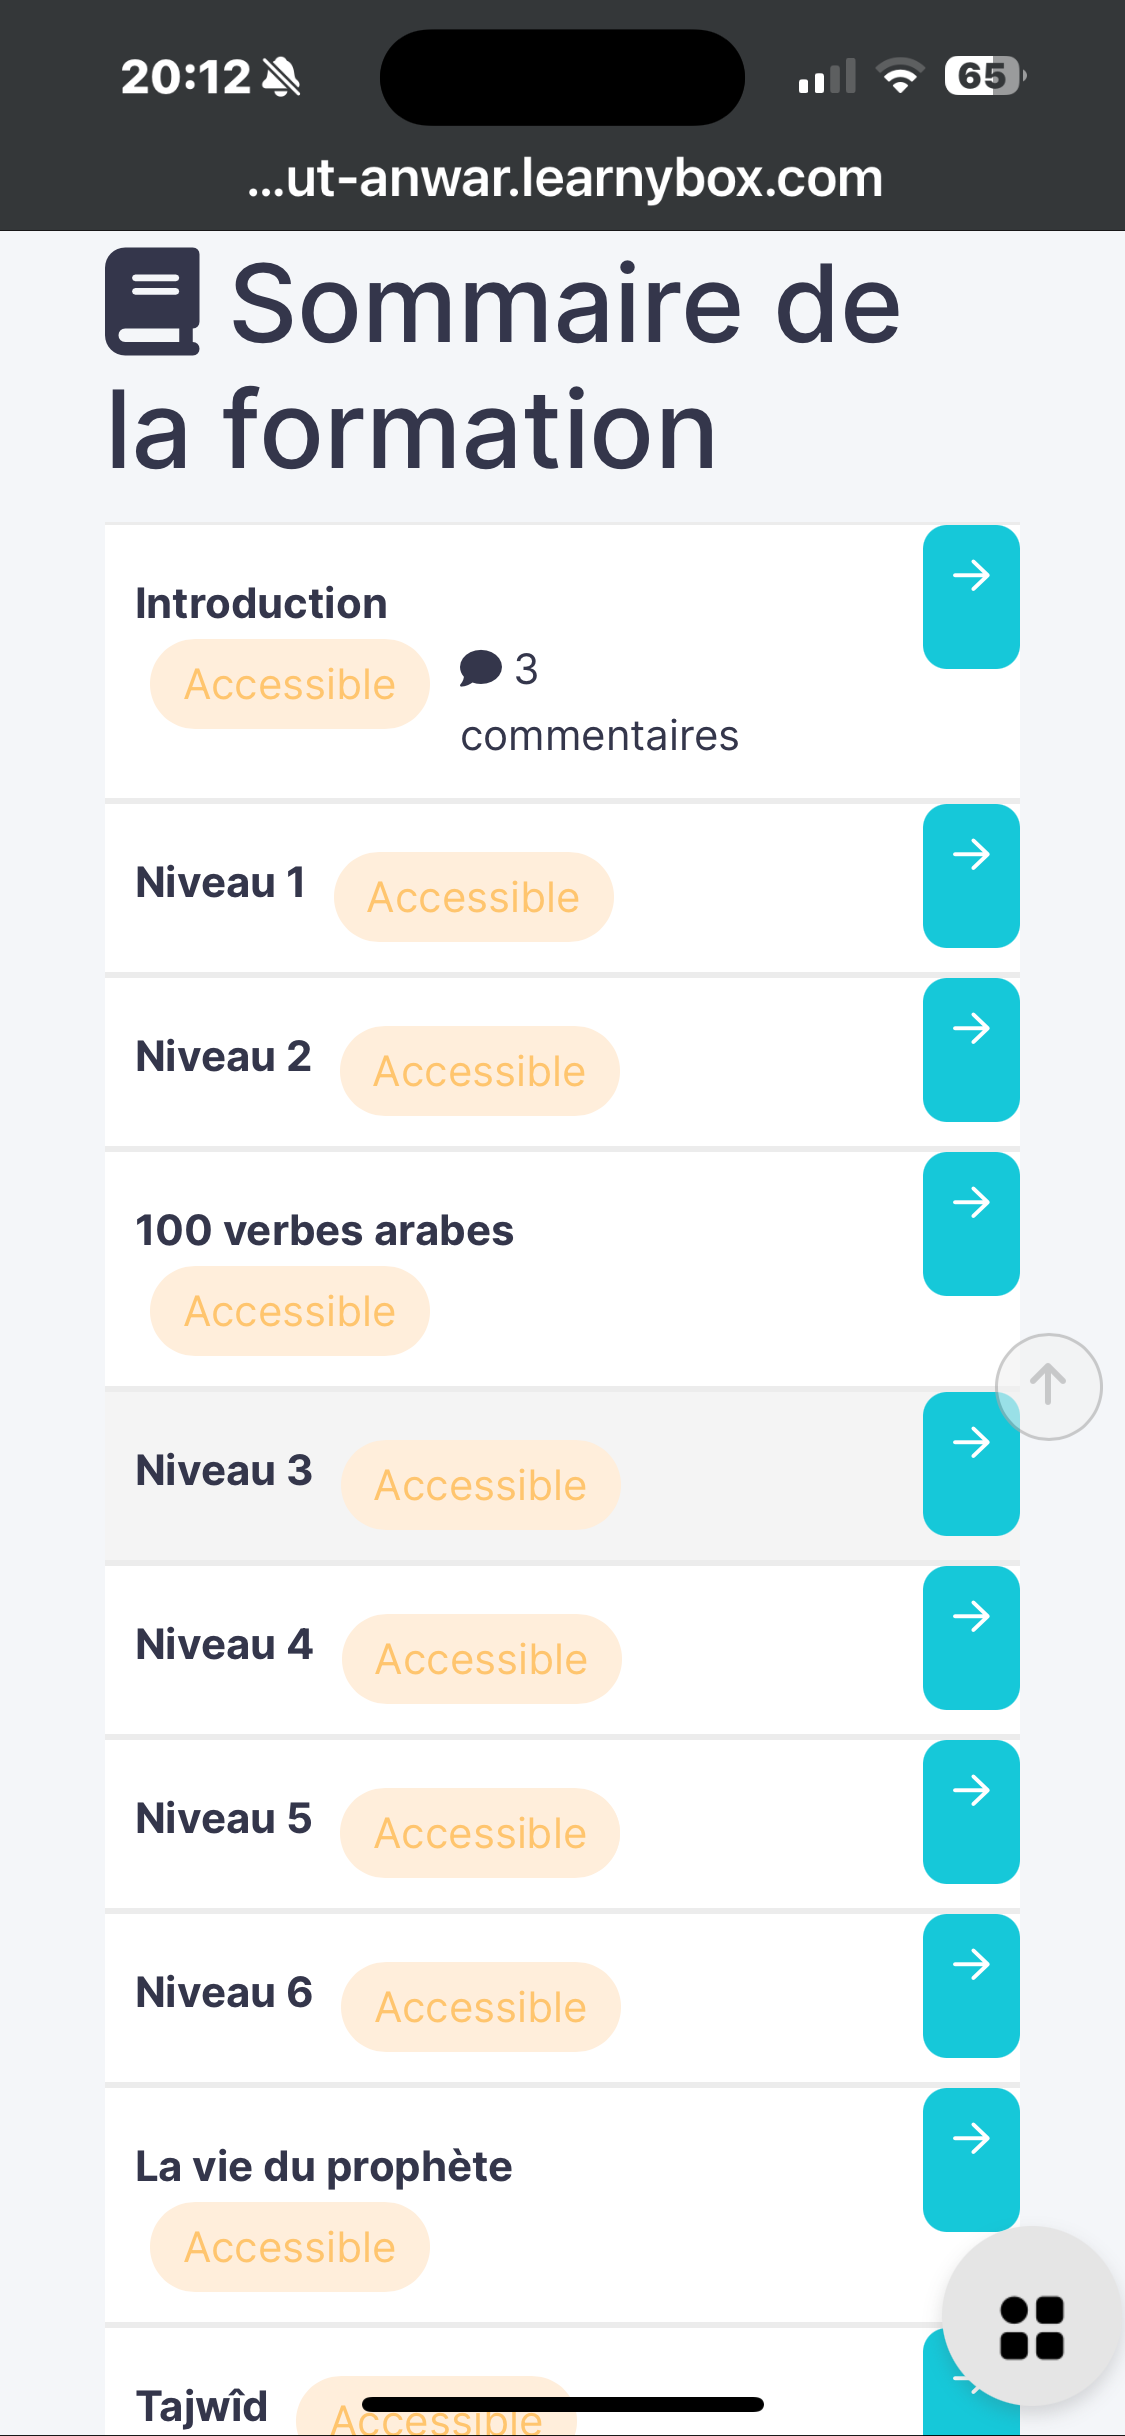 20:12
65
...ut-anwar.learnybox.com
Sommaire de
la formation
Introduction
Accessible
3
commentaires
Niveau 1 Accessible
Niveau 2 Accessible
100 verbes arabes
Accessible
Niveau 3 Accessible
Niveau 4 Accessible
Niveau 5 Accessible
Niveau 6 Accessible
La vie du prophète
Accessible
Tajwîd Accessible